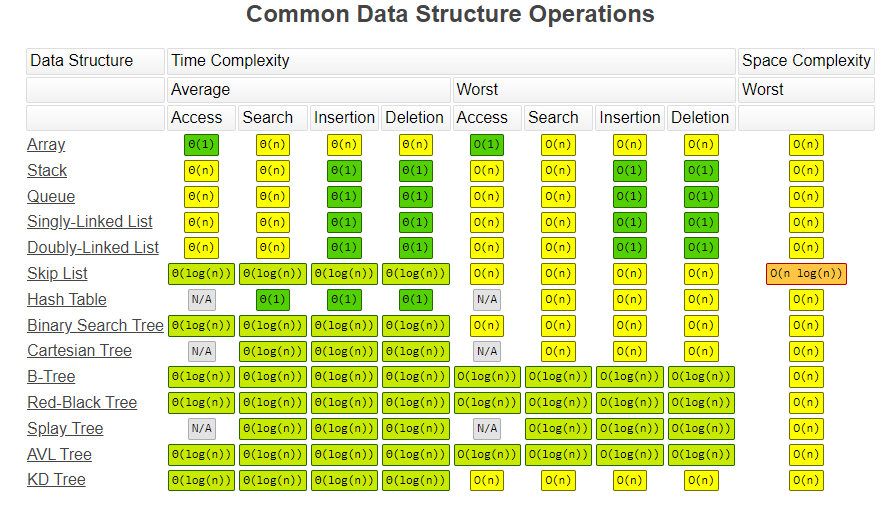 Common Data Structure Operations
Data Structure Time Complexity Space Complexity
Average Worst Worst
Access Search Insertion Deletion Access Search Insertion Deletion
Array Θ(1) Θ(n) Θ(n) Θ(n) O(1) O(n) O(n) O(n) O(n)
Stack Θ(n) Θ(n) Θ(1) Θ(1) O(n) O(n) O(1) O(1) O(n)
Queue Θ(n) Θ(n) Θ(1) Θ(1) O(n) O(n) O(1) O(1) O(n)
Singly-Linked List Θ(n) Θ(n) Θ(1) Θ(1) O(n) O(n) O(1) O(1) O(n)
Doubly-Linked List Θ(n) Θ(n) Θ(1) Θ(1) O(n) O(n) O(1) O(1) O(n)
Skip List Θ(log(n)) Θ(log(n)) Θ(log(n)) Θ(log(n)) O(n) O(n) O(n) O(n) O(n log(n))
Hash Table N/A Θ(1) Θ(1) Θ(1) N/A O(n) O(n) O(n) O(n)
Binary Search Tree Θ(log(n)) Θ(log(n)) Θ(log(n)) Θ(log(n)) O(n) O(n) O(n) O(n) O(n)
Cartesian Tree N/A Θ(log(n)) Θ(log(n)) Θ(log(n)) N/A O(n) O(n) O(n) O(n)
B-Tree Θ(log(n)) Θ(log(n)) Θ(log(n)) Θ(log(n)) O(log(n)) O(log(n)) O(log(n)) O(log(n)) O(n)
Red-Black Tree Θ(log(n)) Θ(log(n)) Θ(log(n)) Θ(log(n)) O(log(n)) O(log(n)) O(log(n)) O(log(n)) O(n)
Splay Tree N/A Θ(log(n)) Θ(log(n)) Θ(log(n)) N/A O(log(n)) O(log(n)) O(log(n)) O(n)
AVL Tree Θ(log(n)) Θ(log(n)) Θ(log(n)) Θ(log(n)) O(log(n)) O(log(n)) O(log(n)) O(log(n)) O(n)
KD Tree Θ(log(n)) Θ(log(n)) Θ(log(n)) Θ(log(n)) O(n) O(n) O(n) O(n) O(n)